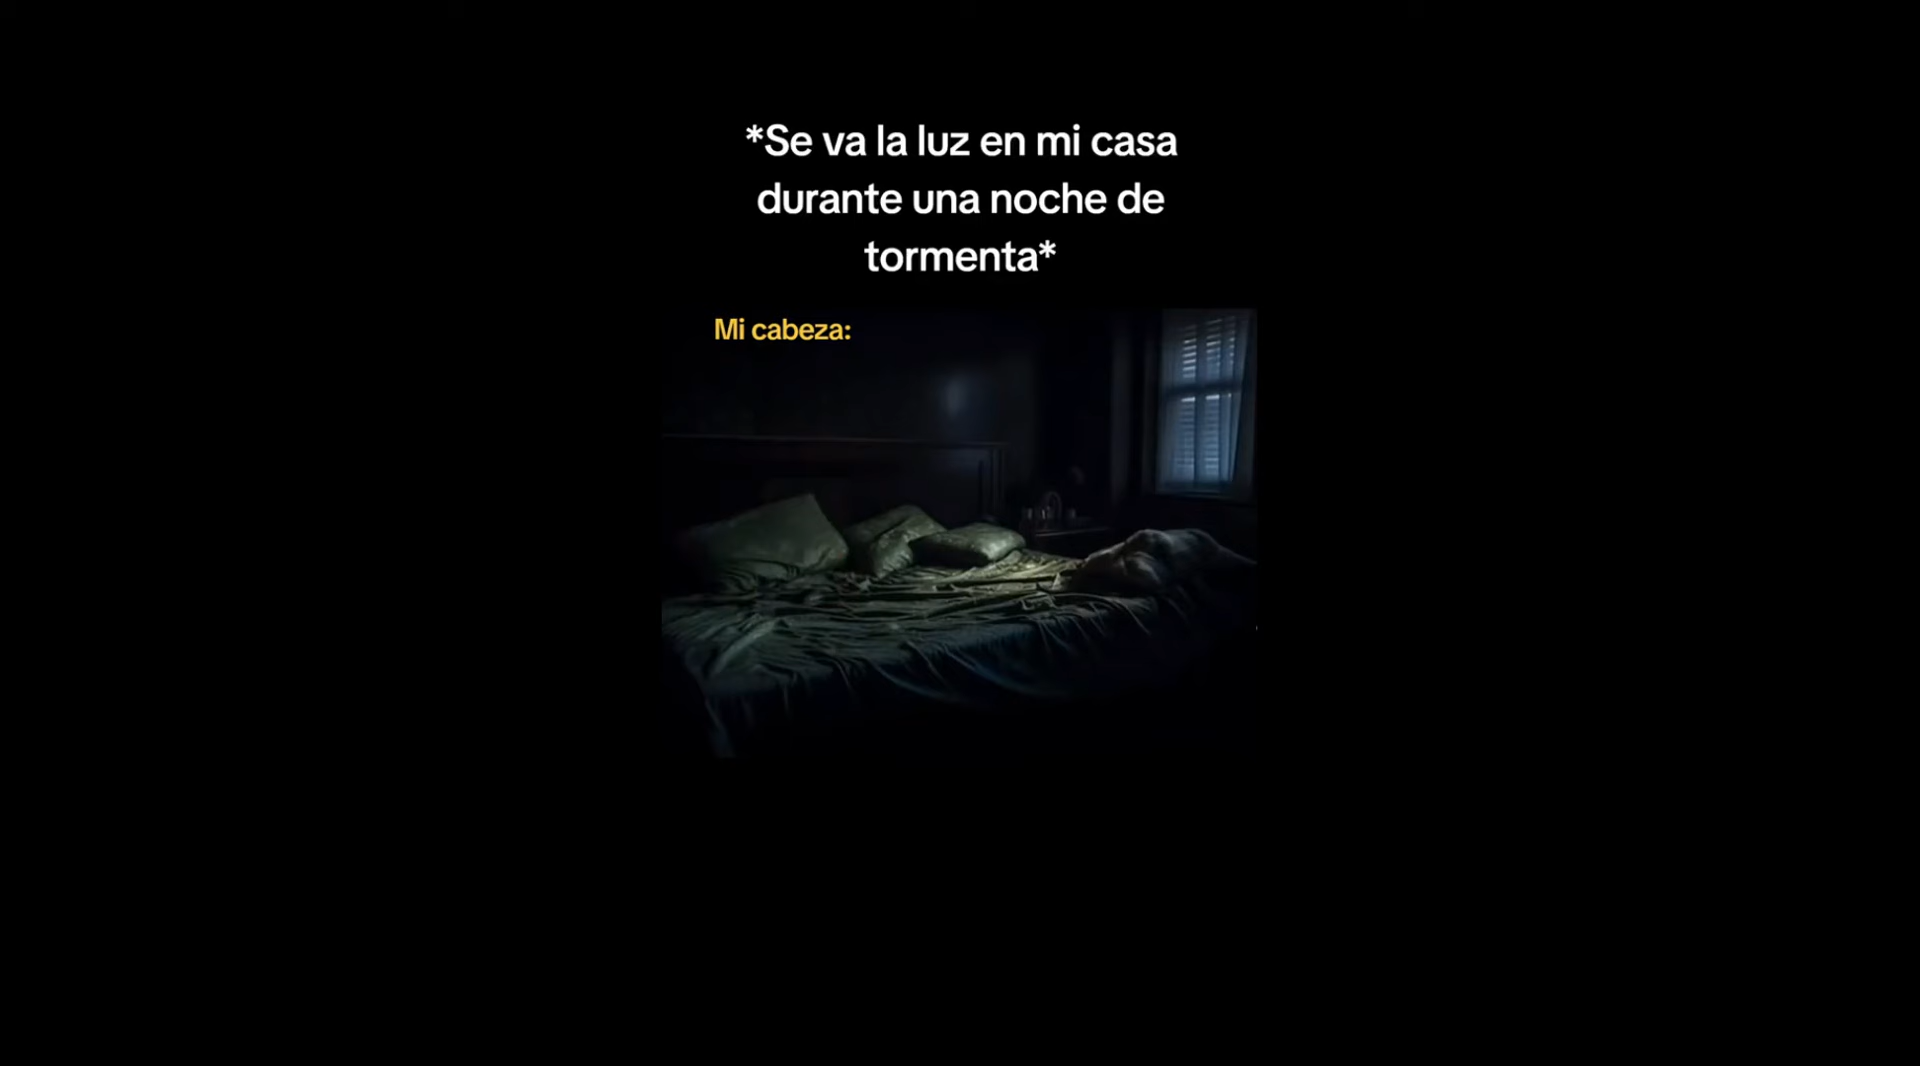 *Se va la luz en mi casa
durante una noche de
tormenta*
Mi cabeza: